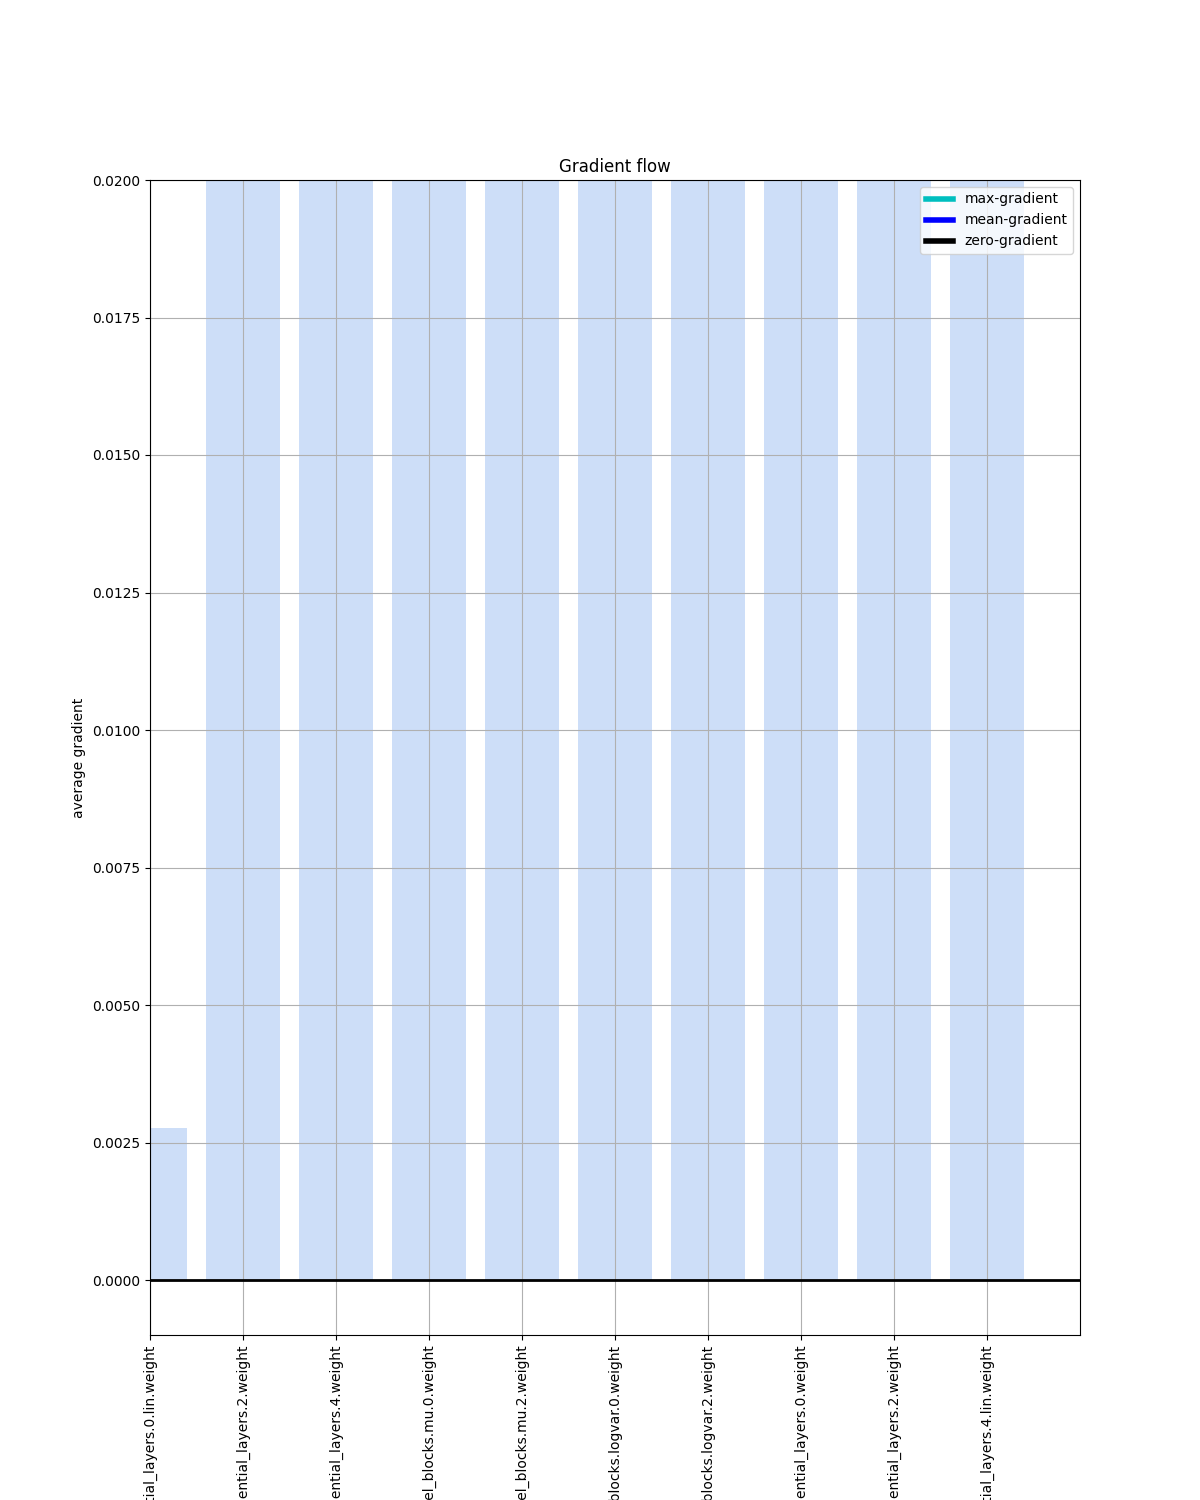 Gradient flow
max-gradient
mean-gradient
zero-gradient
0.0200
0.0175
0.0150
0.0125
0.0100
0.0075
0.0050
0.0025
0.0000
average gradient
tial_layers.0.lin.weight
ential_layers.2.weight
ential_layers.4.weight
el_blocks.mu.0.weight
el_blocks.mu.2.weight
blocks.logvar.0.weight
blocks.logvar.2.weight
ential_layers.0.weight
ential_layers.2.weight
tial_layers.4.lin.weight